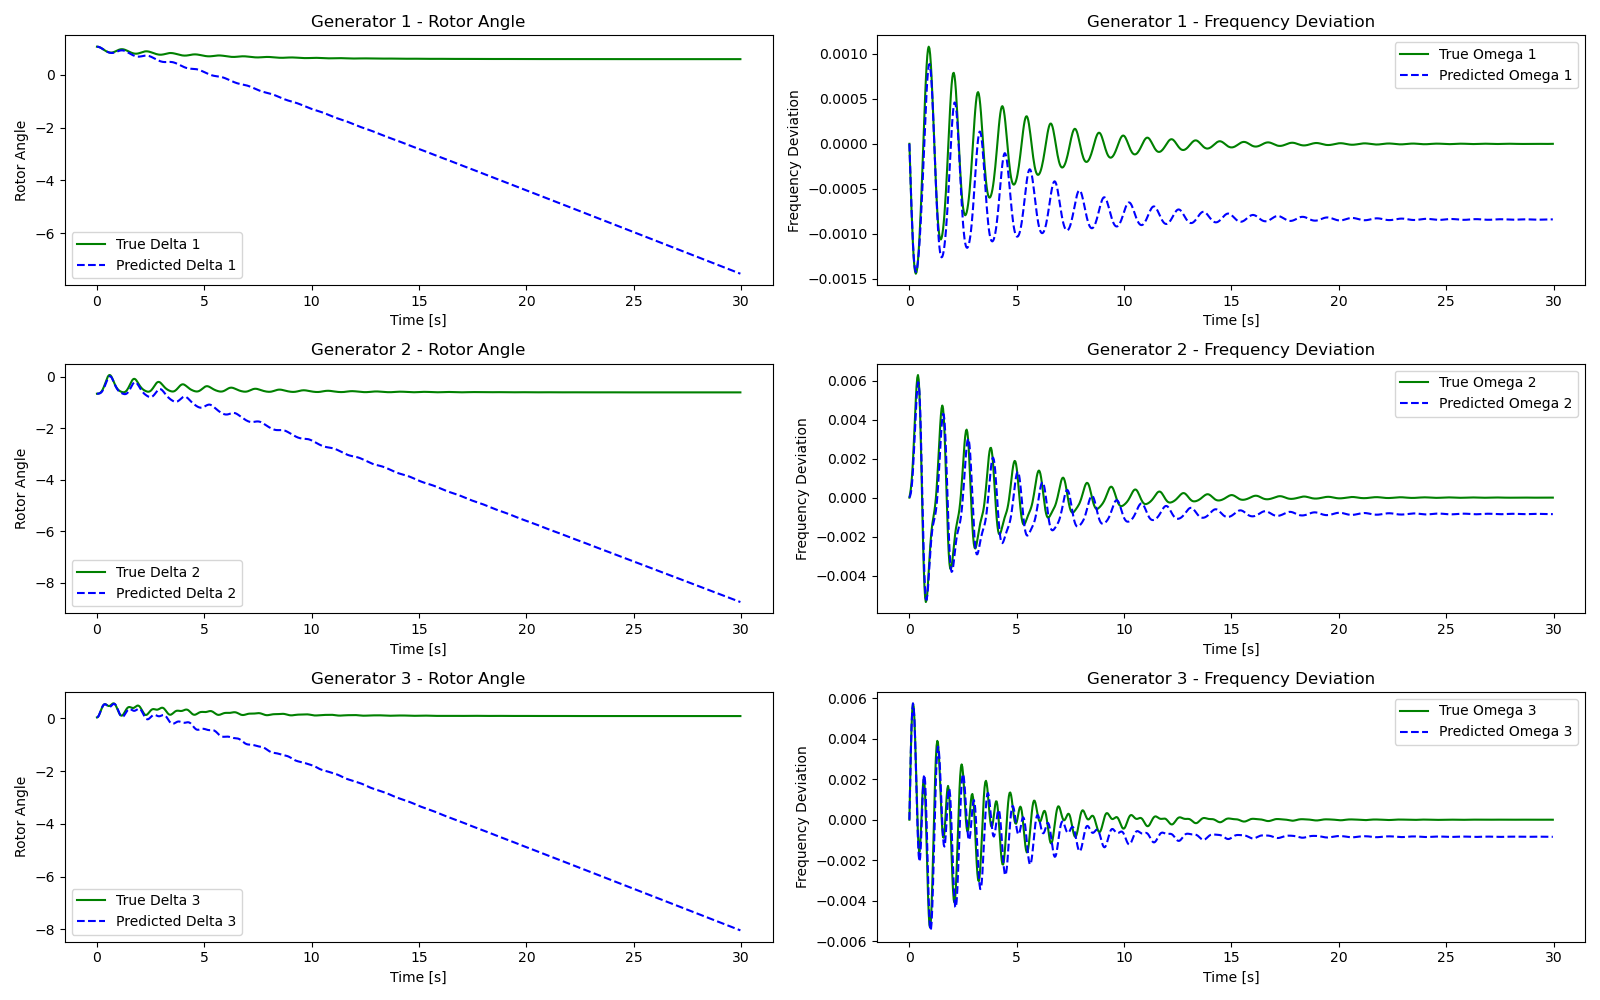 Generator 1 - Rotor Angle
Rotor Angle
0
−2
−4
−6
True Delta 1
Predicted Delta 1
0 5 10 15 20 25 30
Time [s]
Generator 1 - Frequency Deviation
Frequency Deviation
0.0010
0.0005
0.0000
−0.0005
−0.0010
−0.0015
True Omega 1
Predicted Omega 1
0 5 10 15 20 25 30
Time [s]
Generator 2 - Rotor Angle
Rotor Angle
0
−2
−4
−6
−8
True Delta 2
Predicted Delta 2
0 5 10 15 20 25 30
Time [s]
Generator 2 - Frequency Deviation
Frequency Deviation
0.006
0.004
0.002
0.000
−0.002
−0.004
True Omega 2
Predicted Omega 2
0 5 10 15 20 25 30
Time [s]
Generator 3 - Rotor Angle
Rotor Angle
0
−2
−4
−6
−8
True Delta 3
Predicted Delta 3
0 5 10 15 20 25 30
Time [s]
Generator 3 - Frequency Deviation
Frequency Deviation
0.006
0.004
0.002
0.000
−0.002
−0.004
−0.006
True Omega 3
Predicted Omega 3
0 5 10 15 20 25 30
Time [s]